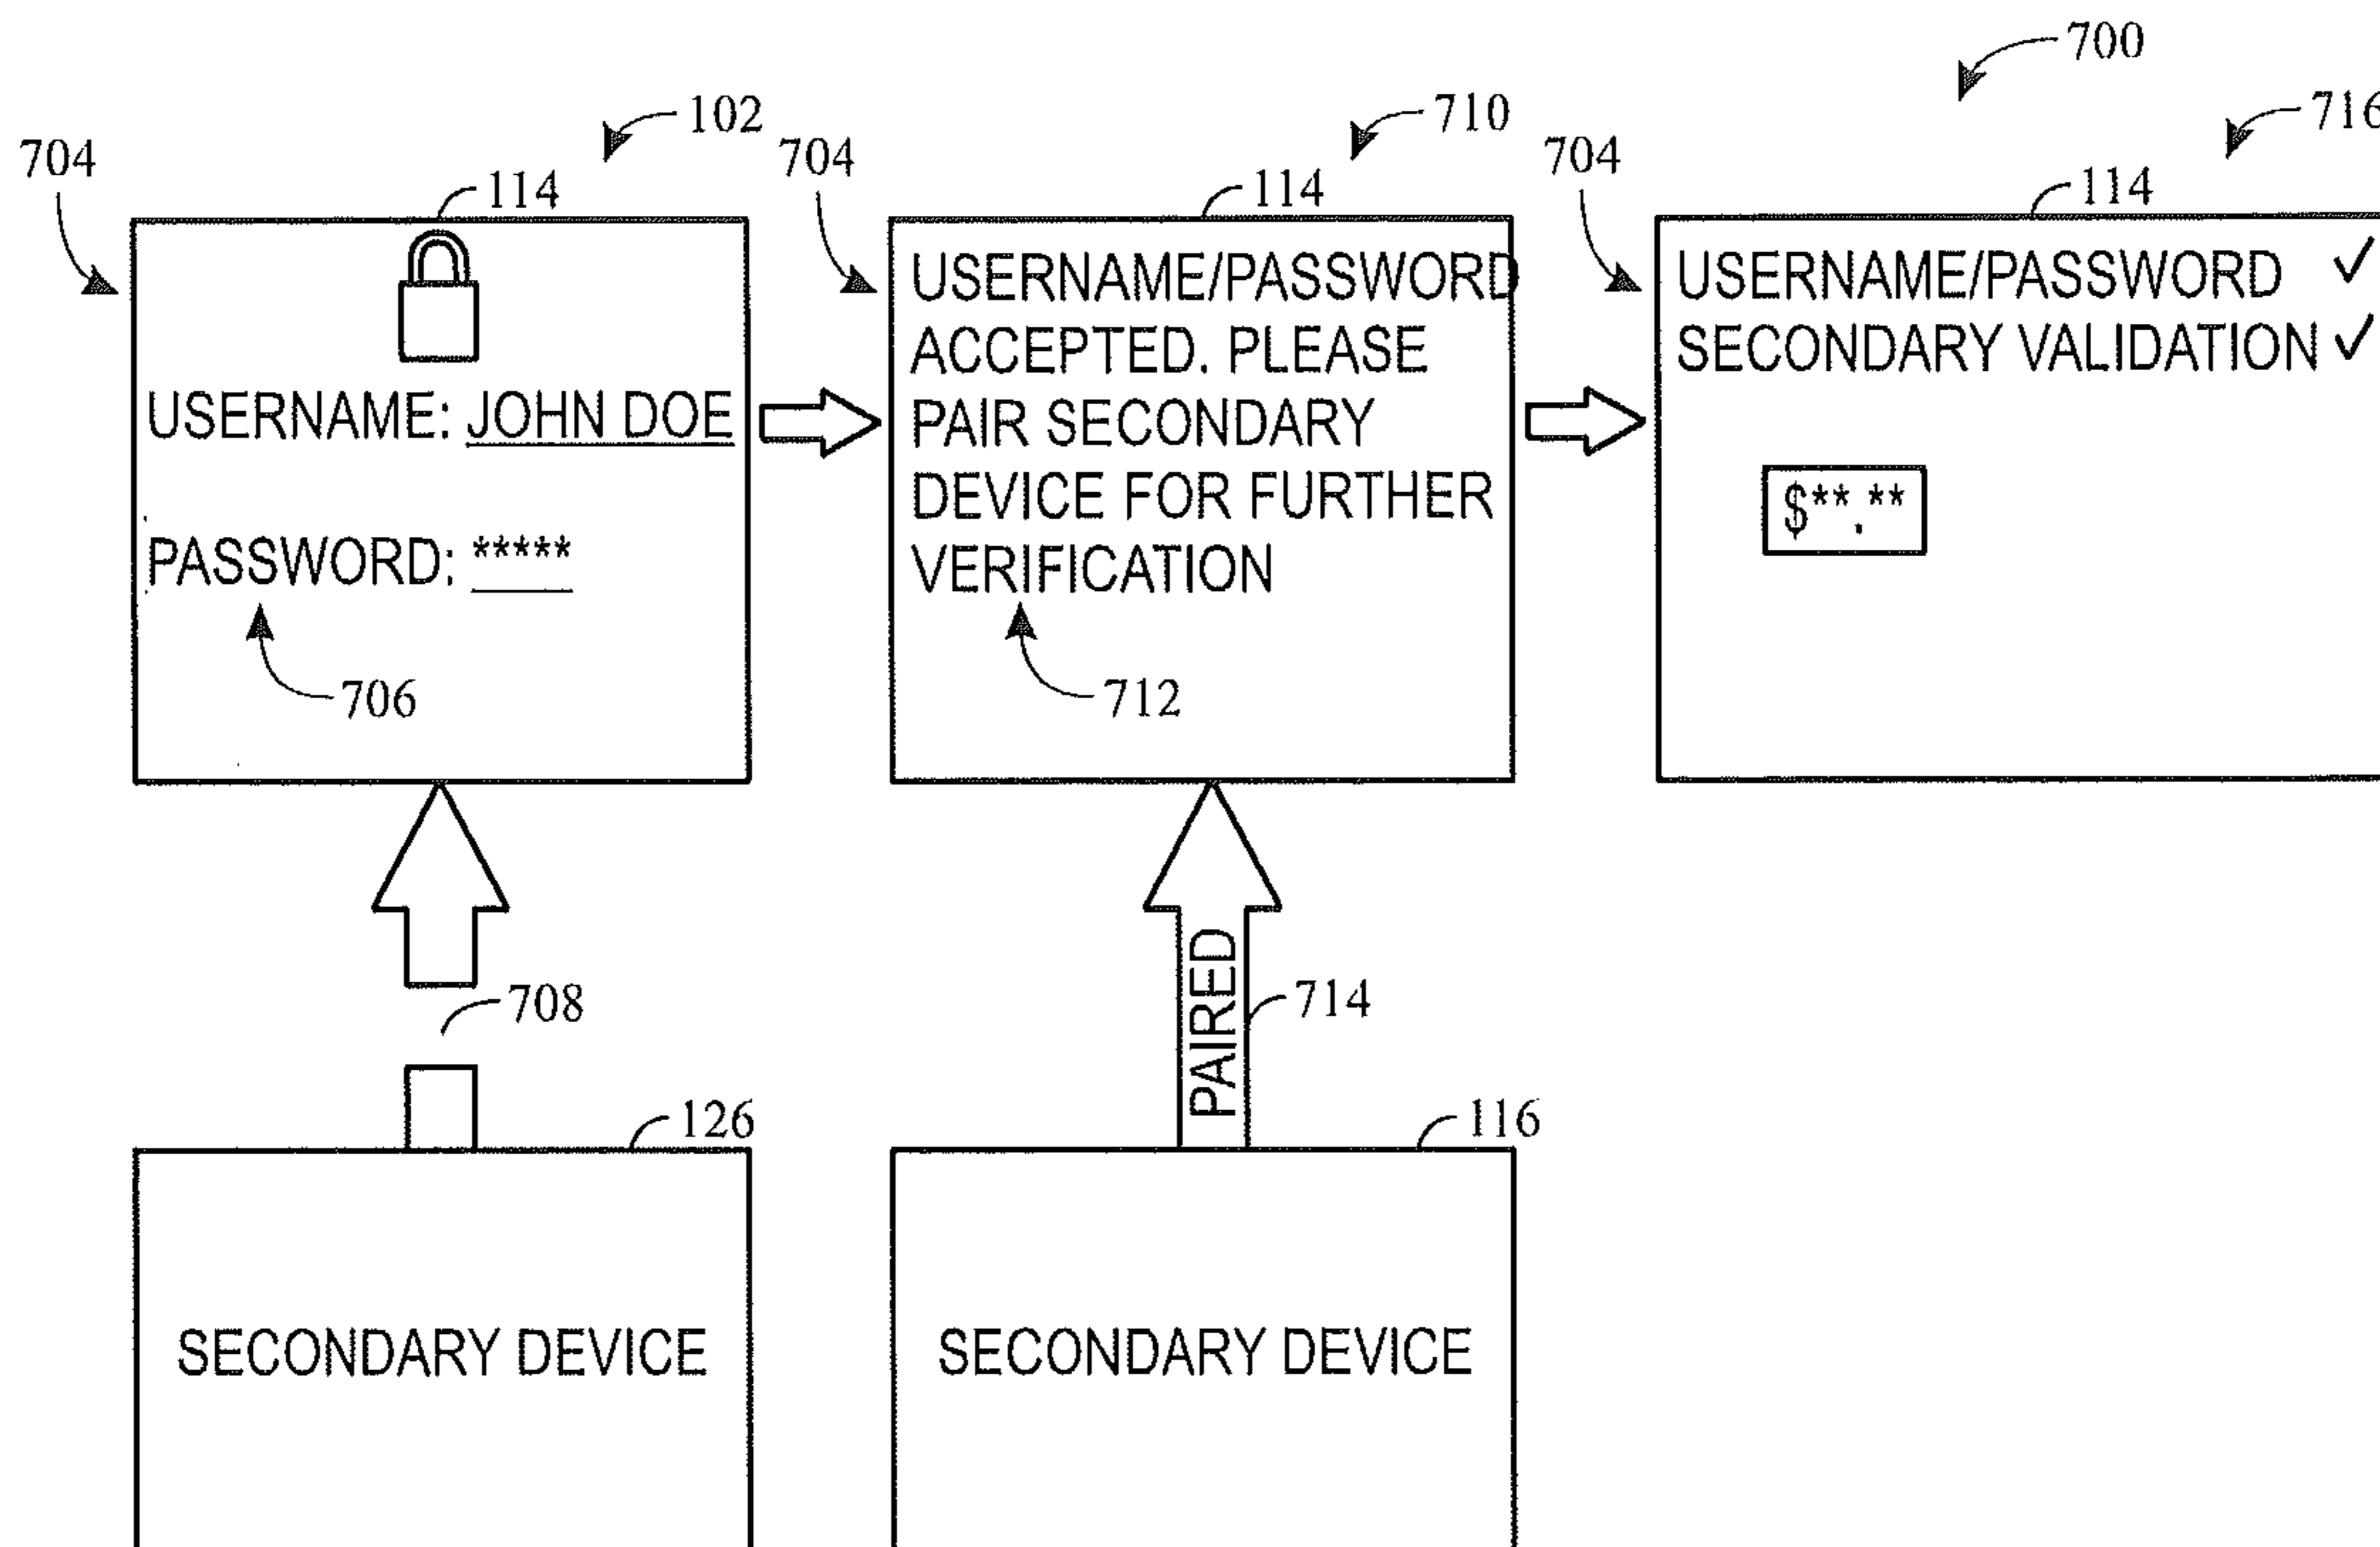 700
102
710
716
704
704
704
114
114
114
USERNAME: JOHN DOE
PASSWORD: *****
706
USERNAME/PASSWORD
ACCEPTED. PLEASE
PAIR SECONDARY
DEVICE FOR FURTHER
VERIFICATION
712
USERNAME/PASSWORD ✓
SECONDARY VALIDATION ✓
$**.**
708
PAIRED
714
126
116
SECONDARY DEVICE
SECONDARY DEVICE